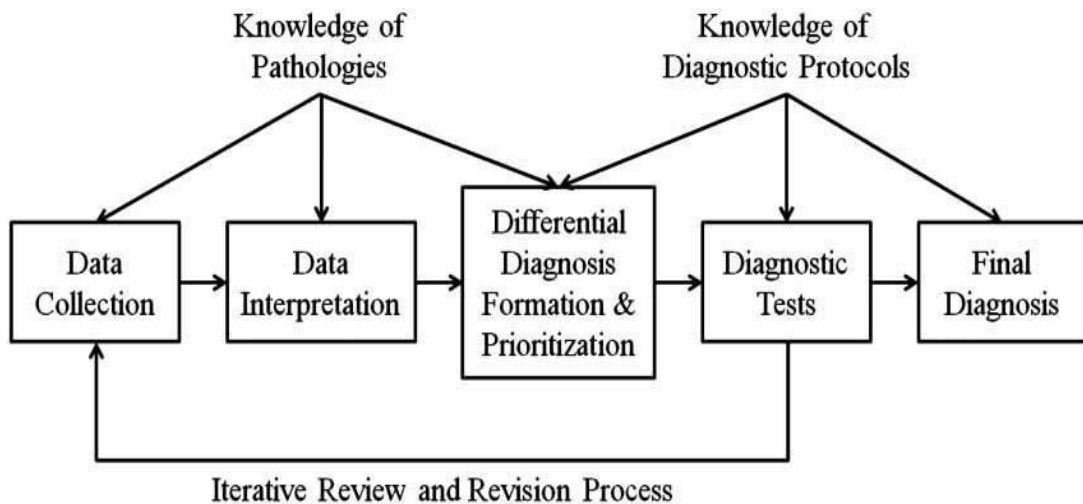 Knowledge of
Pathologies
Knowledge of
Diagnostic Protocols
Data
Collection
Data
Interpretation
Differential
Diagnosis
Formation &
Prioritization
Diagnostic
Tests
Final
Diagnosis
Iterative Review and Revision Process